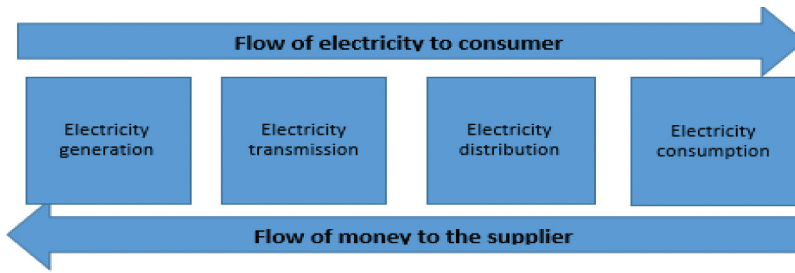 Flow of electricity to consumer
Electricity
generation
Electricity
transmission
Electricity
distribution
Electricity
consumption
Flow of money to the supplier